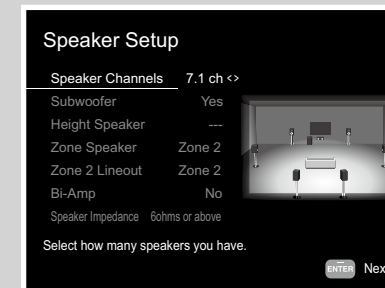 Speaker Setup
Speaker Channels 7.1 ch <>
Subwoofer Yes
Height Speaker ---
Zone Speaker Zone 2
Zone 2 Lineout Zone 2
Bi-Amp No
Speaker Impedance 6ohms or above
Select how many speakers you have.
ENTER Nex